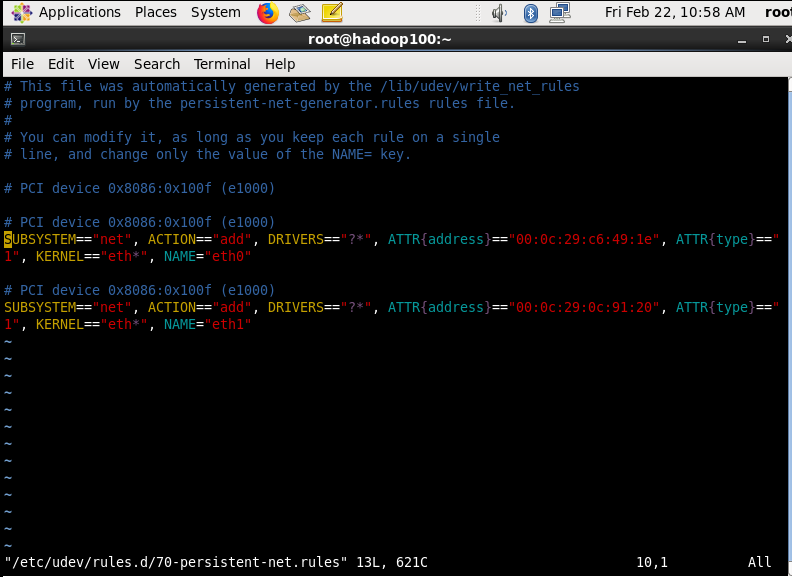 Applications Places System Fri Feb 22, 10:58 AM root
root@hadoop100:~
File Edit View Search Terminal Help
# This file was automatically generated by the /lib/udev/write_net_rules
# program, run by the persistent-net-generator.rules rules file.
#
# You can modify it, as long as you keep each rule on a single
# line, and change only the value of the NAME= key.
# PCI device 0x8086:0x100f (e1000)
# PCI device 0x8086:0x100f (e1000)
SUBSYSTEM=="net", ACTION=="add", DRIVERS=="?*", ATTR{address}=="00:0c:29:c6:49:1e", ATTR{type}=="
1", KERNEL=="eth*", NAME="eth0"
# PCI device 0x8086:0x100f (e1000)
SUBSYSTEM=="net", ACTION=="add", DRIVERS=="?*", ATTR{address}=="00:0c:29:0c:91:20", ATTR{type}=="
1", KERNEL=="eth*", NAME="eth1"
~
~
~
~
~
~
~
~
~
~
~
~
~
"/etc/udev/rules.d/70-persistent-net.rules" 13L, 621C 10,1 All